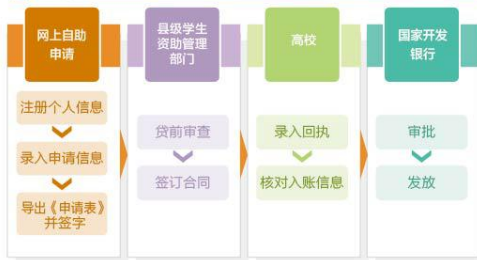 网上自助
申请
注册个人信息
录入申请信息
导出《申请表》
并签字
县级学生
资助管理
部门
贷前审查
签订合同
高校
录入回执
核对入账信息
国家开发
银行
审批
发放